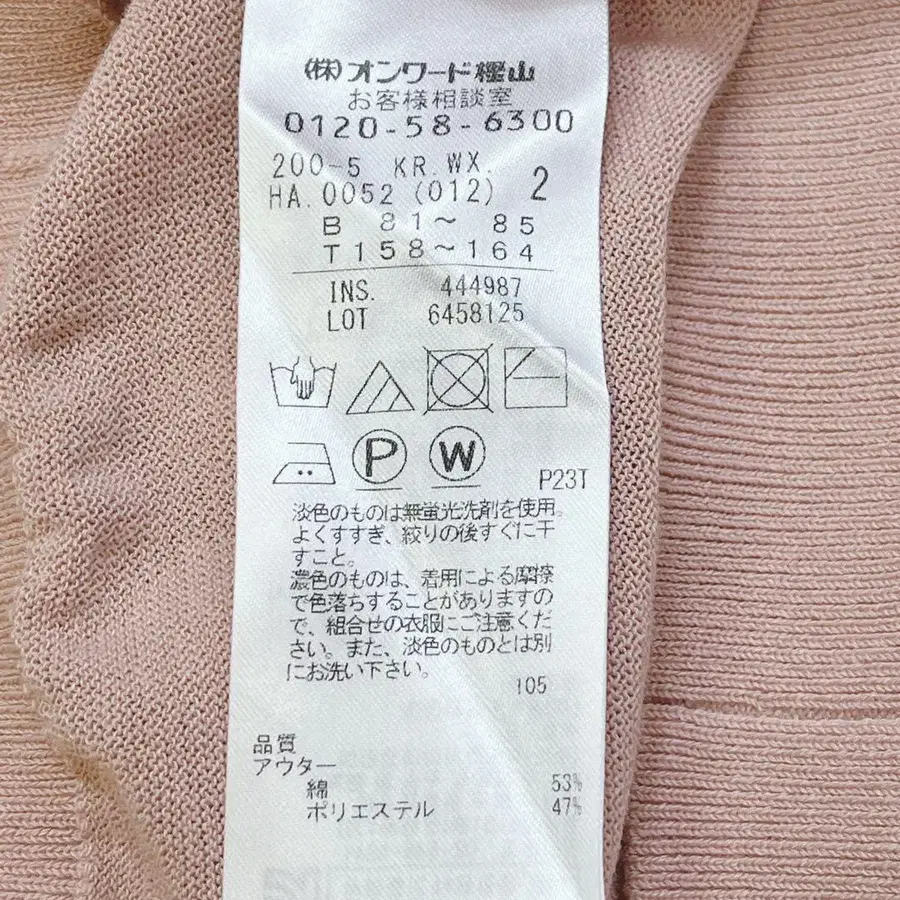 (株)オンワード樫山
お客様相談室
0120-58-6300
200-5 KR.WX.
HA.0052 (012) 2
B 81～ 85
T158～164
INS. 444987
LOT 6458125
P W
P23T
淡色のものは無蛍光洗剤を使用。
よくすすぎ、絞りの後すぐに干
すこと。
濃色のものは、着用による摩擦
で色落ちすることがありますの
で、組合せの衣服にご注意くだ
さい。また、淡色のものとは別
にお洗い下さい。
105
品質
アウター
綿 53%
ポリエステル 47%